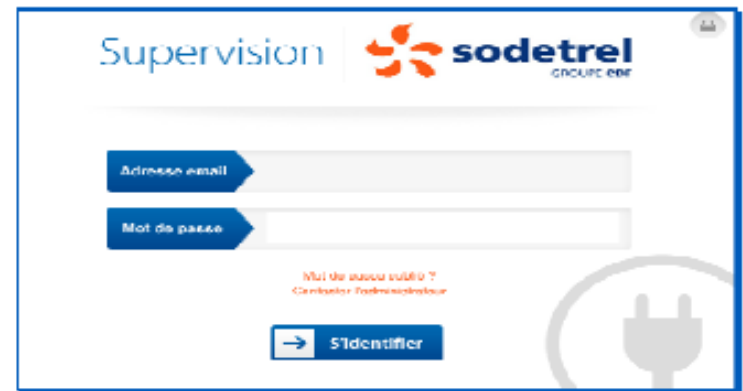 Supervision
sodetrel
GROUPE EDF
Adresse email
Mot de passe
Mot de passe oublié ?
Contacter l'administrateur
S'identifier